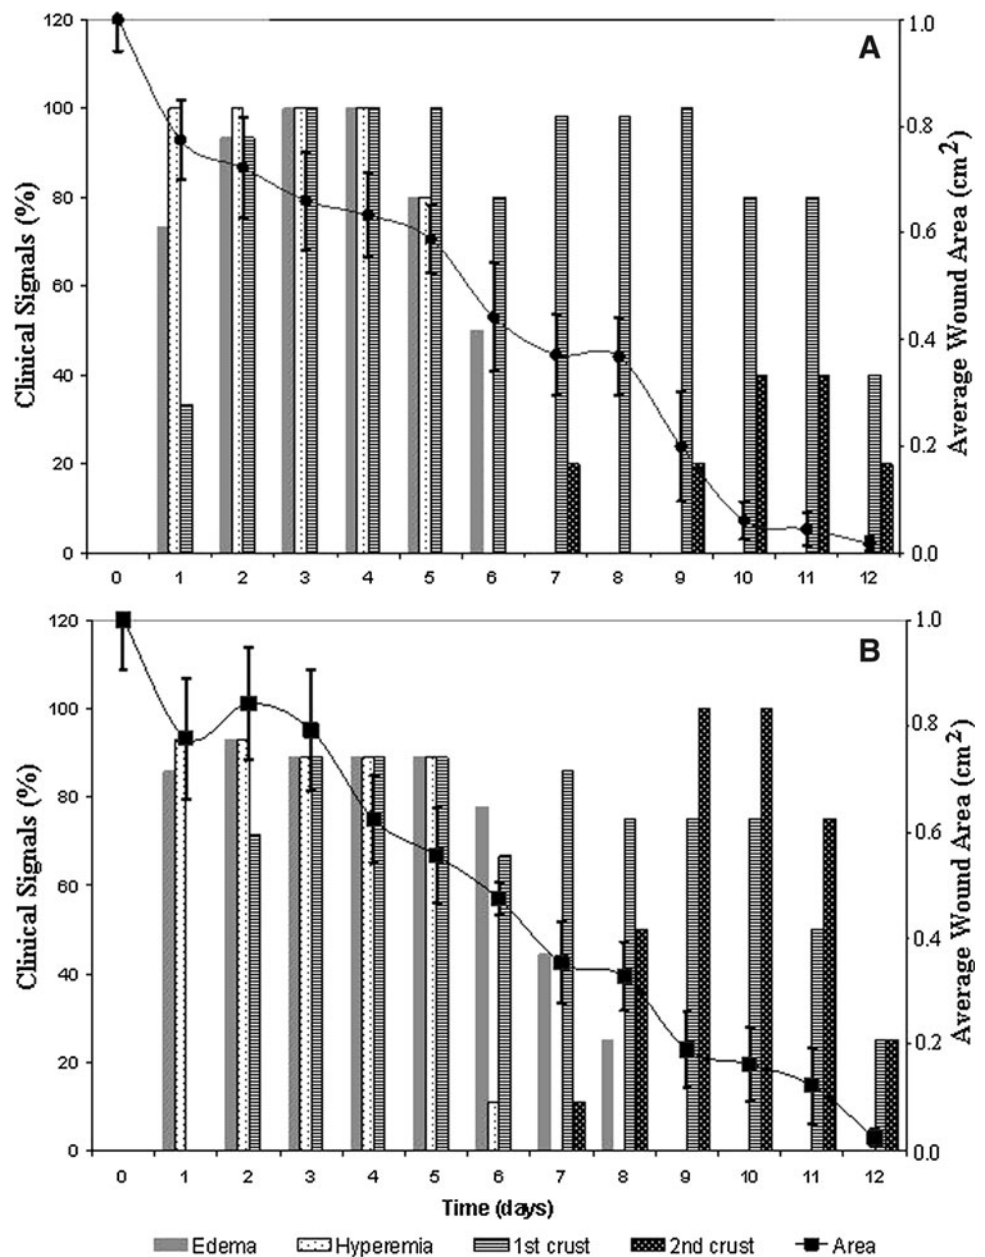 A
Clinical Signals (%)
120
100
80
60
40
20
0
1.0
0.8
0.6
0.4
0.2
0.0
Average Wound Area (cm²)
0 1 2 3 4 5 6 7 8 9 10 11 12
B
Clinical Signals (%)
120
100
80
60
40
20
0
1.0
0.8
0.6
0.4
0.2
0.0
Average Wound Area (cm²)
0 1 2 3 4 5 6 7 8 9 10 11 12
Time (days)
Edema Hyperemia 1st crust 2nd crust Area